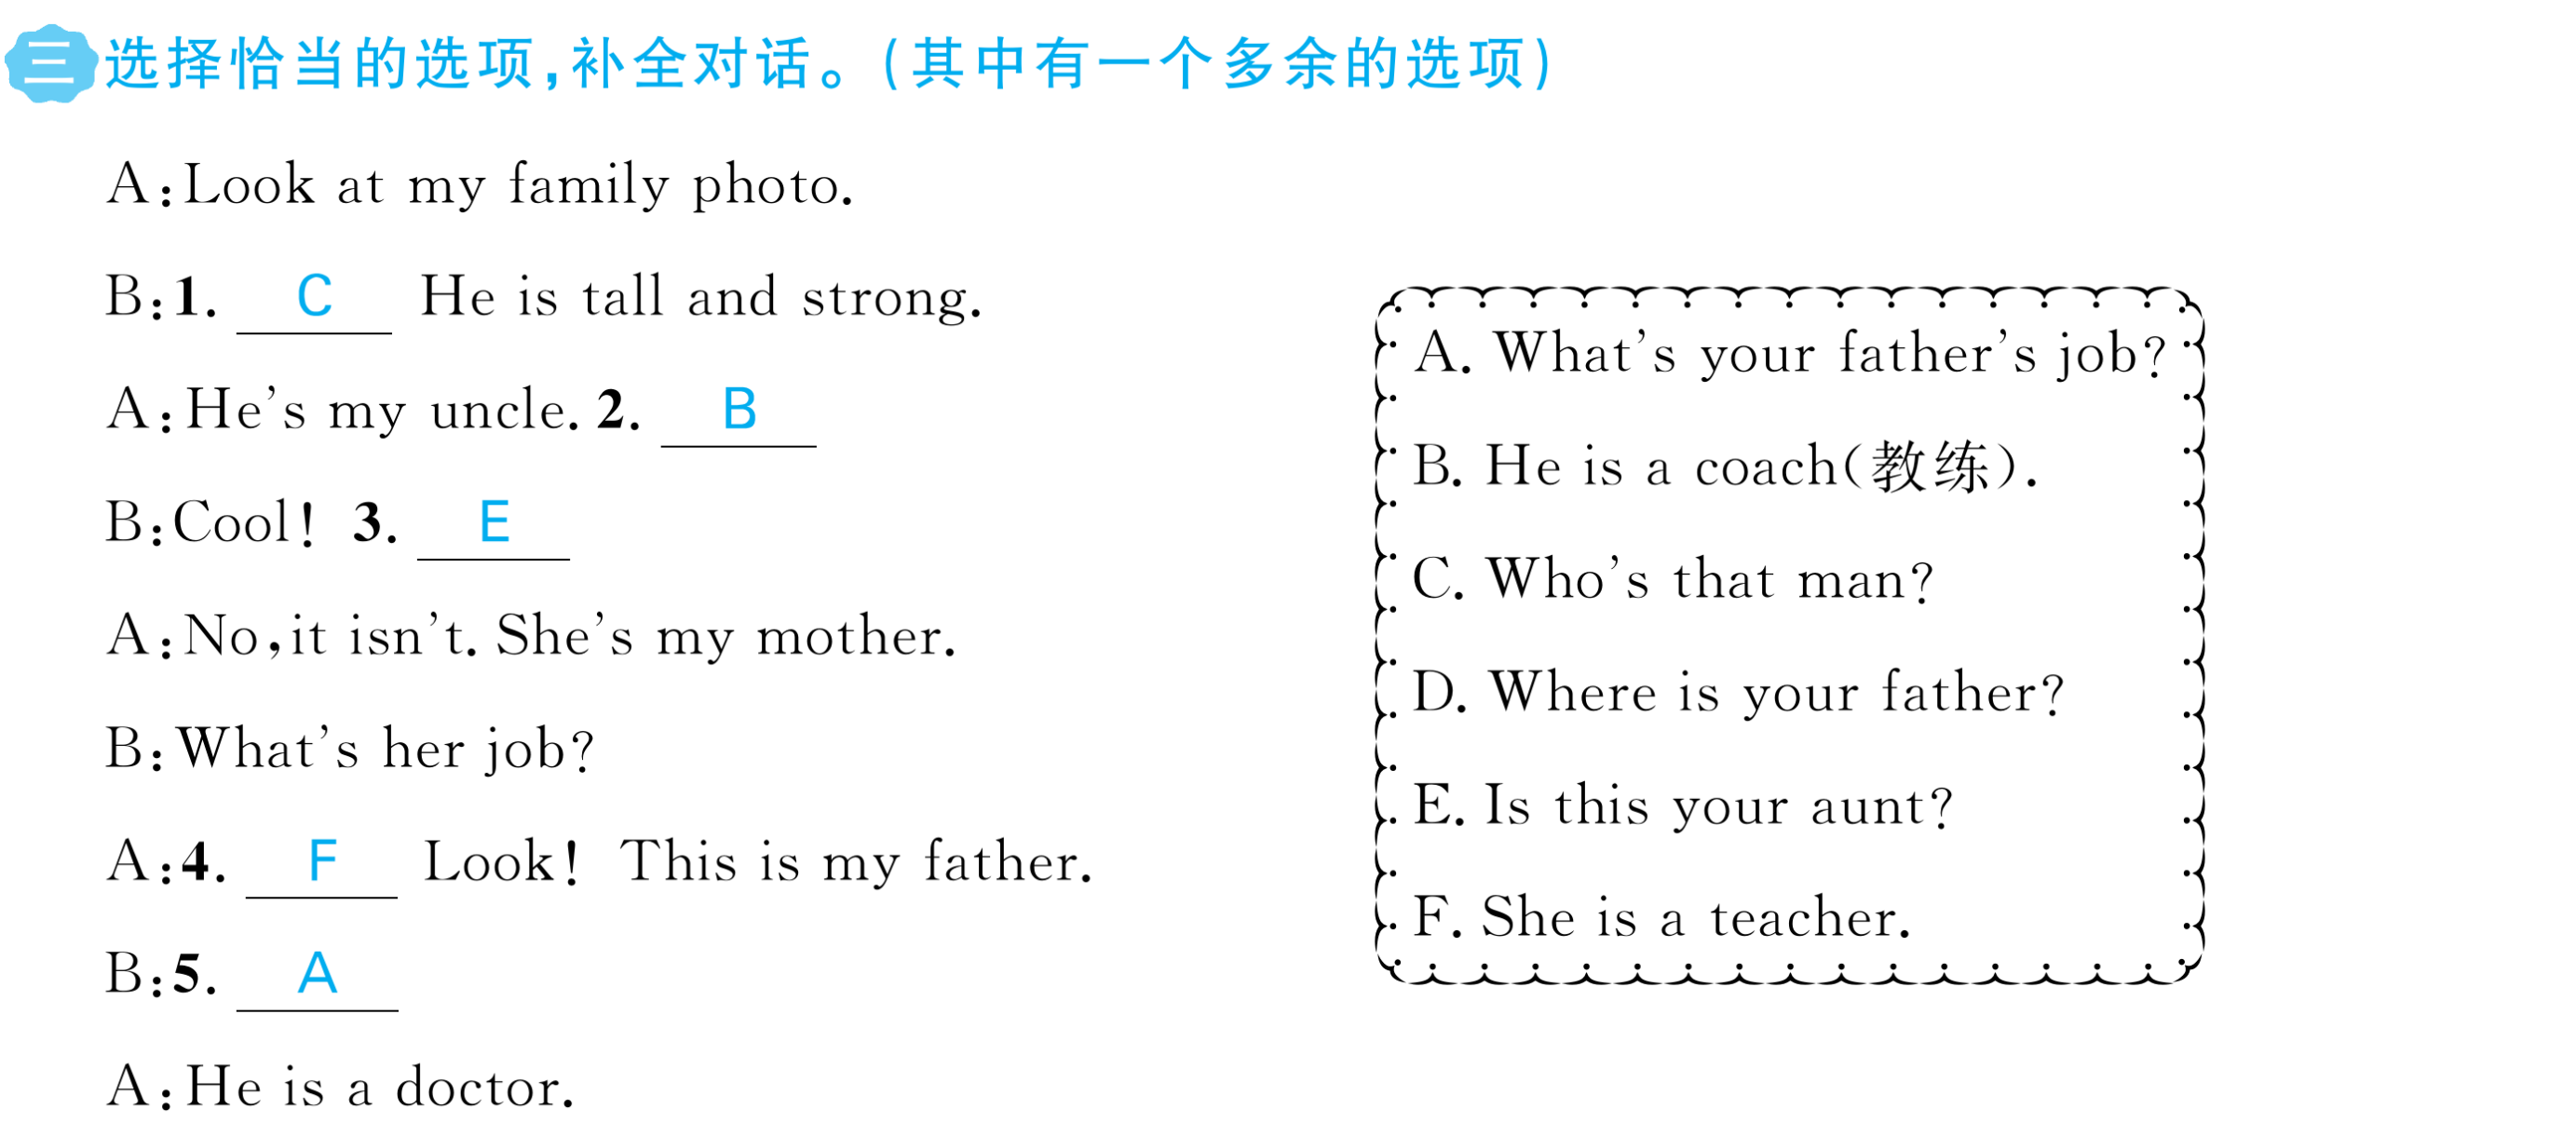 三 选择恰当的选项,补全对话。(其中有一个多余的选项)
A:Look at my family photo.
B:1. C He is tall and strong.
A:He's my uncle. 2. B
B:Cool! 3. E
A:No,it isn't. She's my mother.
B:What's her job?
A:4. F Look! This is my father.
B:5. A
A:He is a doctor.
A. What's your father's job?
B. He is a coach(教练).
C. Who's that man?
D. Where is your father?
E. Is this your aunt?
F. She is a teacher.